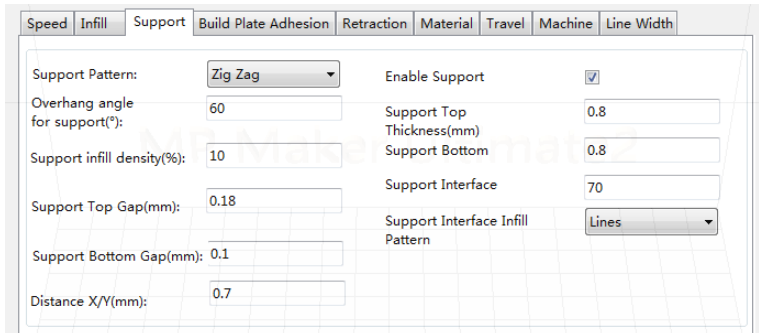 Speed Infill Support Build Plate Adhesion Retraction Material Travel Machine Line Width
Support Pattern: Zig Zag
Enable Support
Overhang angle
for support(°): 60
Support Top
Thickness(mm) 0.8
Support infill density(%): 10
Support Bottom 0.8
Support Top Gap(mm): 0.18
Support Interface 70
Support Interface Infill
Pattern Lines
Support Bottom Gap(mm): 0.1
Distance X/Y(mm): 0.7